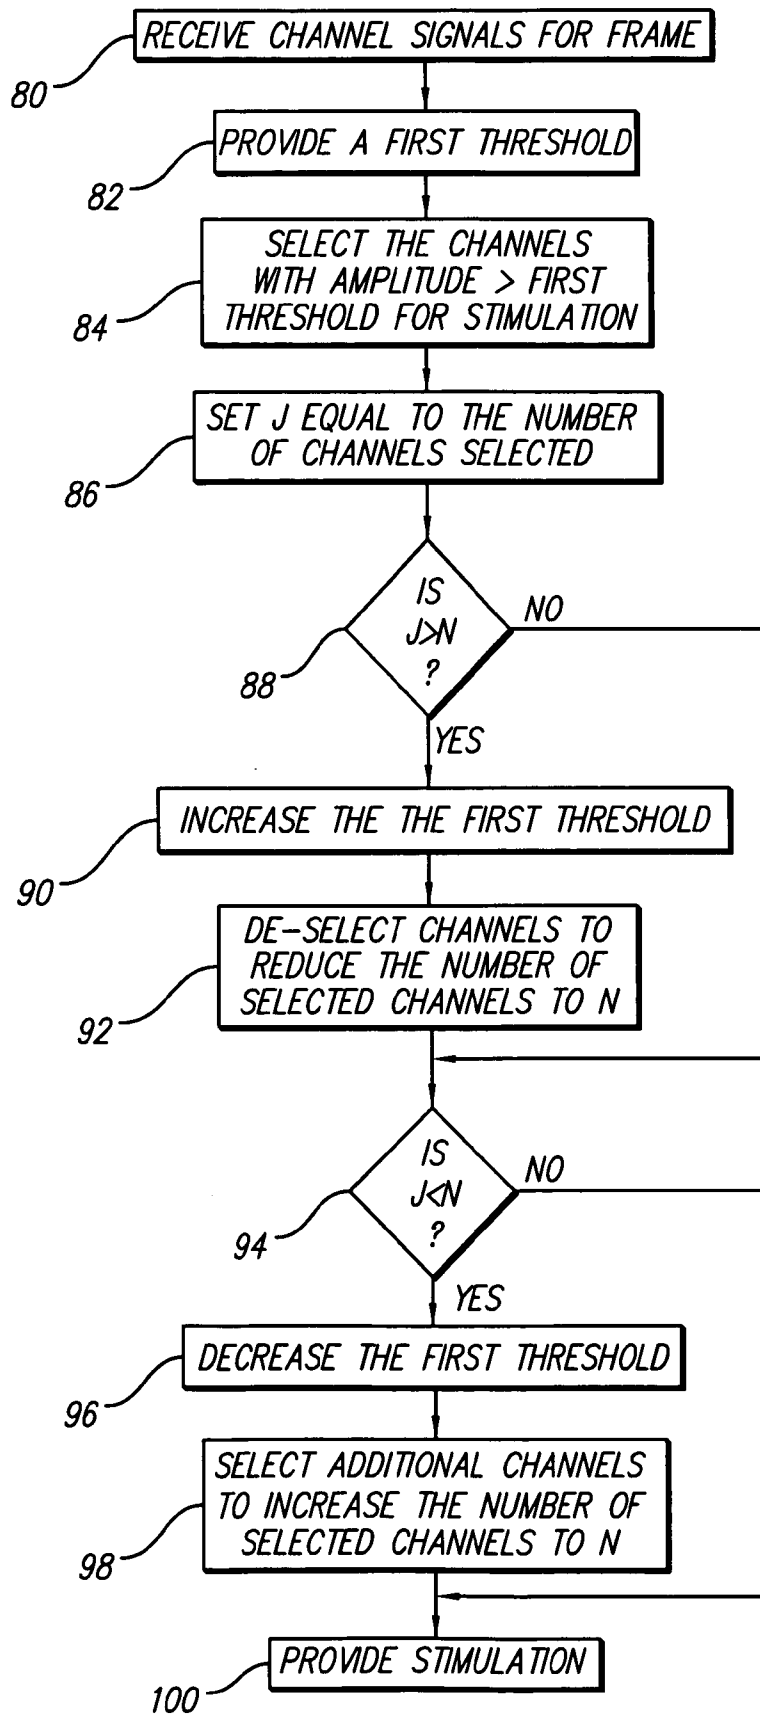 RECEIVE CHANNEL SIGNALS FOR FRAME
80
PROVIDE A FIRST THRESHOLD
82
SELECT THE CHANNELS
WITH AMPLITUDE > FIRST
THRESHOLD FOR STIMULATION
84
SET J EQUAL TO THE NUMBER
OF CHANNELS SELECTED
86
IS
J>N
?
NO
88
YES
INCREASE THE THE FIRST THRESHOLD
90
DE-SELECT CHANNELS TO
REDUCE THE NUMBER OF
SELECTED CHANNELS TO N
92
IS
J<N
?
NO
94
YES
DECREASE THE FIRST THRESHOLD
96
SELECT ADDITIONAL CHANNELS
TO INCREASE THE NUMBER OF
SELECTED CHANNELS TO N
98
PROVIDE STIMULATION
100